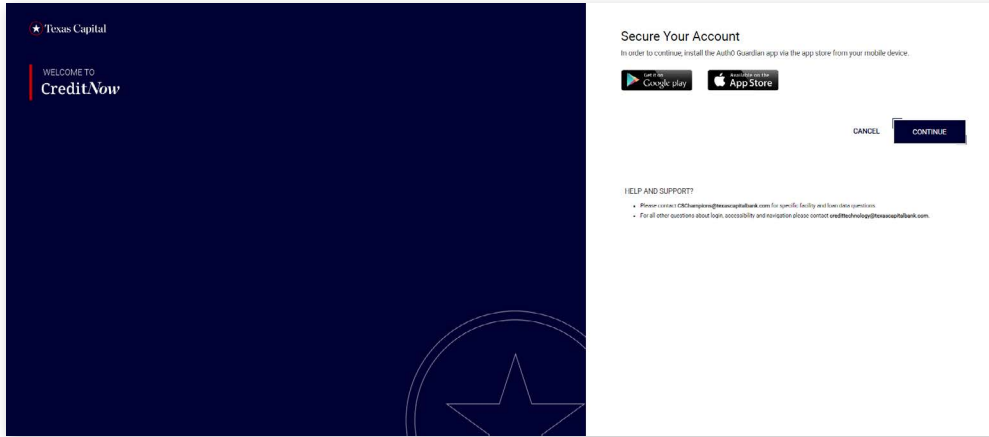 Texas Capital
WELCOME TO
CreditNow
Secure Your Account
In order to continue, install the Auth0 Guardian app via the app store from your mobile device.
Get it on
Google play
Available on the
App Store
CANCEL
CONTINUE
HELP AND SUPPORT?
• Please contact CSChampions@texascapitalbank.com for specific facility and loan data questions.
• For all other questions about login, accessibility and navigation please contact credittechnology@texascapitalbank.com.